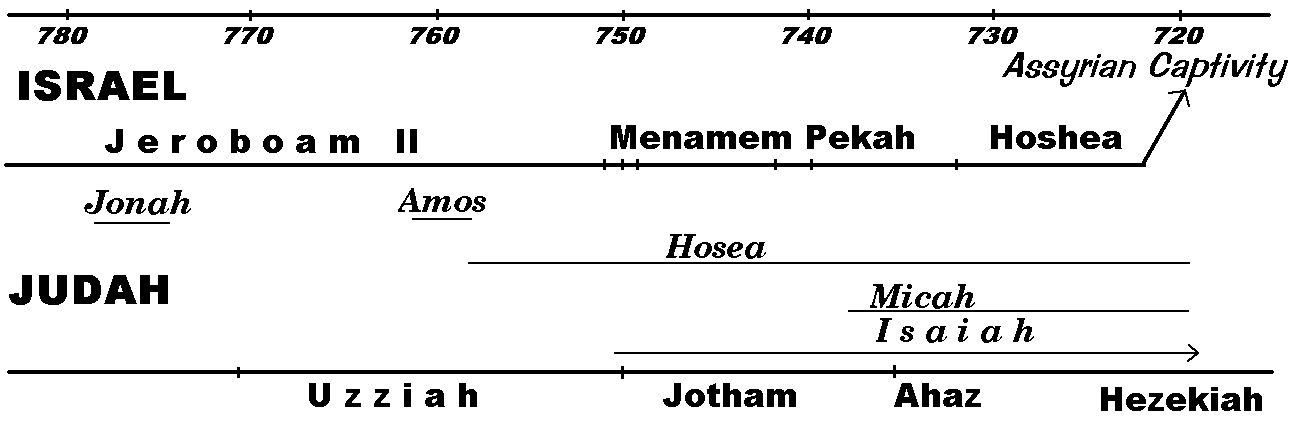 780 770 760 750 740 730 720
Assyrian Captivity
ISRAEL
Jeroboam II Menamem Pekah Hoshea
Jonah Amos
Hosea
JUDAH
Micah
Isaiah
Uzziah Jotham Ahaz Hezekiah